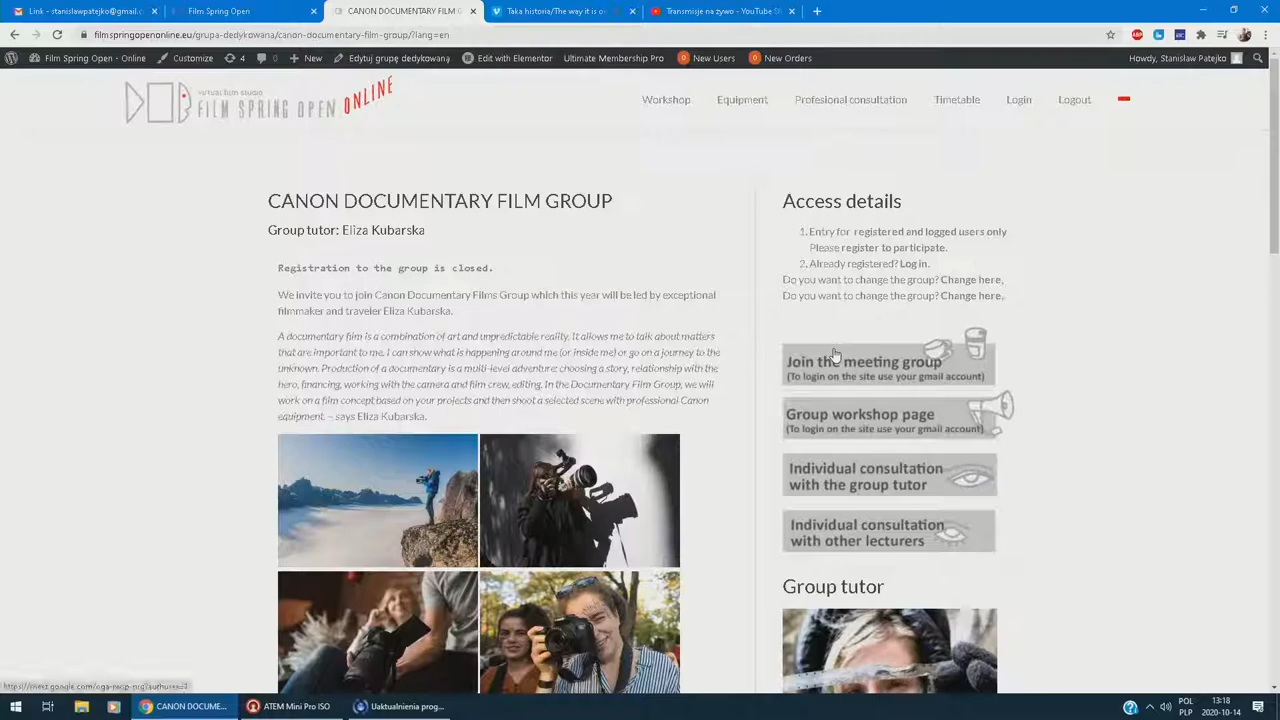 Link - stanislawpatejko@gmail.c
Film Spring Open
CANON DOCUMENTARY FILM G
Taka historia/The way it is o
Transmisje na żywo - YouTube S
filmspringopenonline.eu/grupa-dedykowana/canon-documentary-film-group/?lang=en
Film Spring Open - Online
Customize
4
0
New
Edytuj grupę dedykowaną
Edit with Elementor
Ultimate Membership Pro
0 New Users
0 New Orders
Howdy, Stanisław Patejko
virtual film studio
FILM SPRING OPEN ONLINE
Workshop
Equipment
Profesional consultation
Timetable
Login
Logout
CANON DOCUMENTARY FILM GROUP
Group tutor: Eliza Kubarska
Registration to the group is closed.
We invite you to join Canon Documentary Films Group which this year will be led by exceptional
filmmaker and traveler Eliza Kubarska.
A documentary film is a combination of art and unpredictable reality. It allows me to talk about matters
that are important to me. I can show what is happening around me (or inside me) or go on a journey to the
unknown. Production of a documentary is a multi-level adventure: choosing a story, relationship with the
hero, financing, working with the camera and film crew, editing. In the Documentary Film Group, we will
work on a film concept based on your projects and then shoot a selected scene with professional Canon
equipment. – says Eliza Kubarska.
Access details
1. Entry for registered and logged users only
Please register to participate.
2. Already registered? Log in.
Do you want to change the group? Change here.
Do you want to change the group? Change here.
Join the meeting group
(To login on the site use your gmail account)
Group workshop page
(To login on the site use your gmail account)
Individual consultation
with the group tutor
Individual consultation
with other lecturers
Group tutor
CANON DOCUME...
ATEM Mini Pro ISO
Uaktualnienia prog...
POL
PLP
13:18
2020-10-14